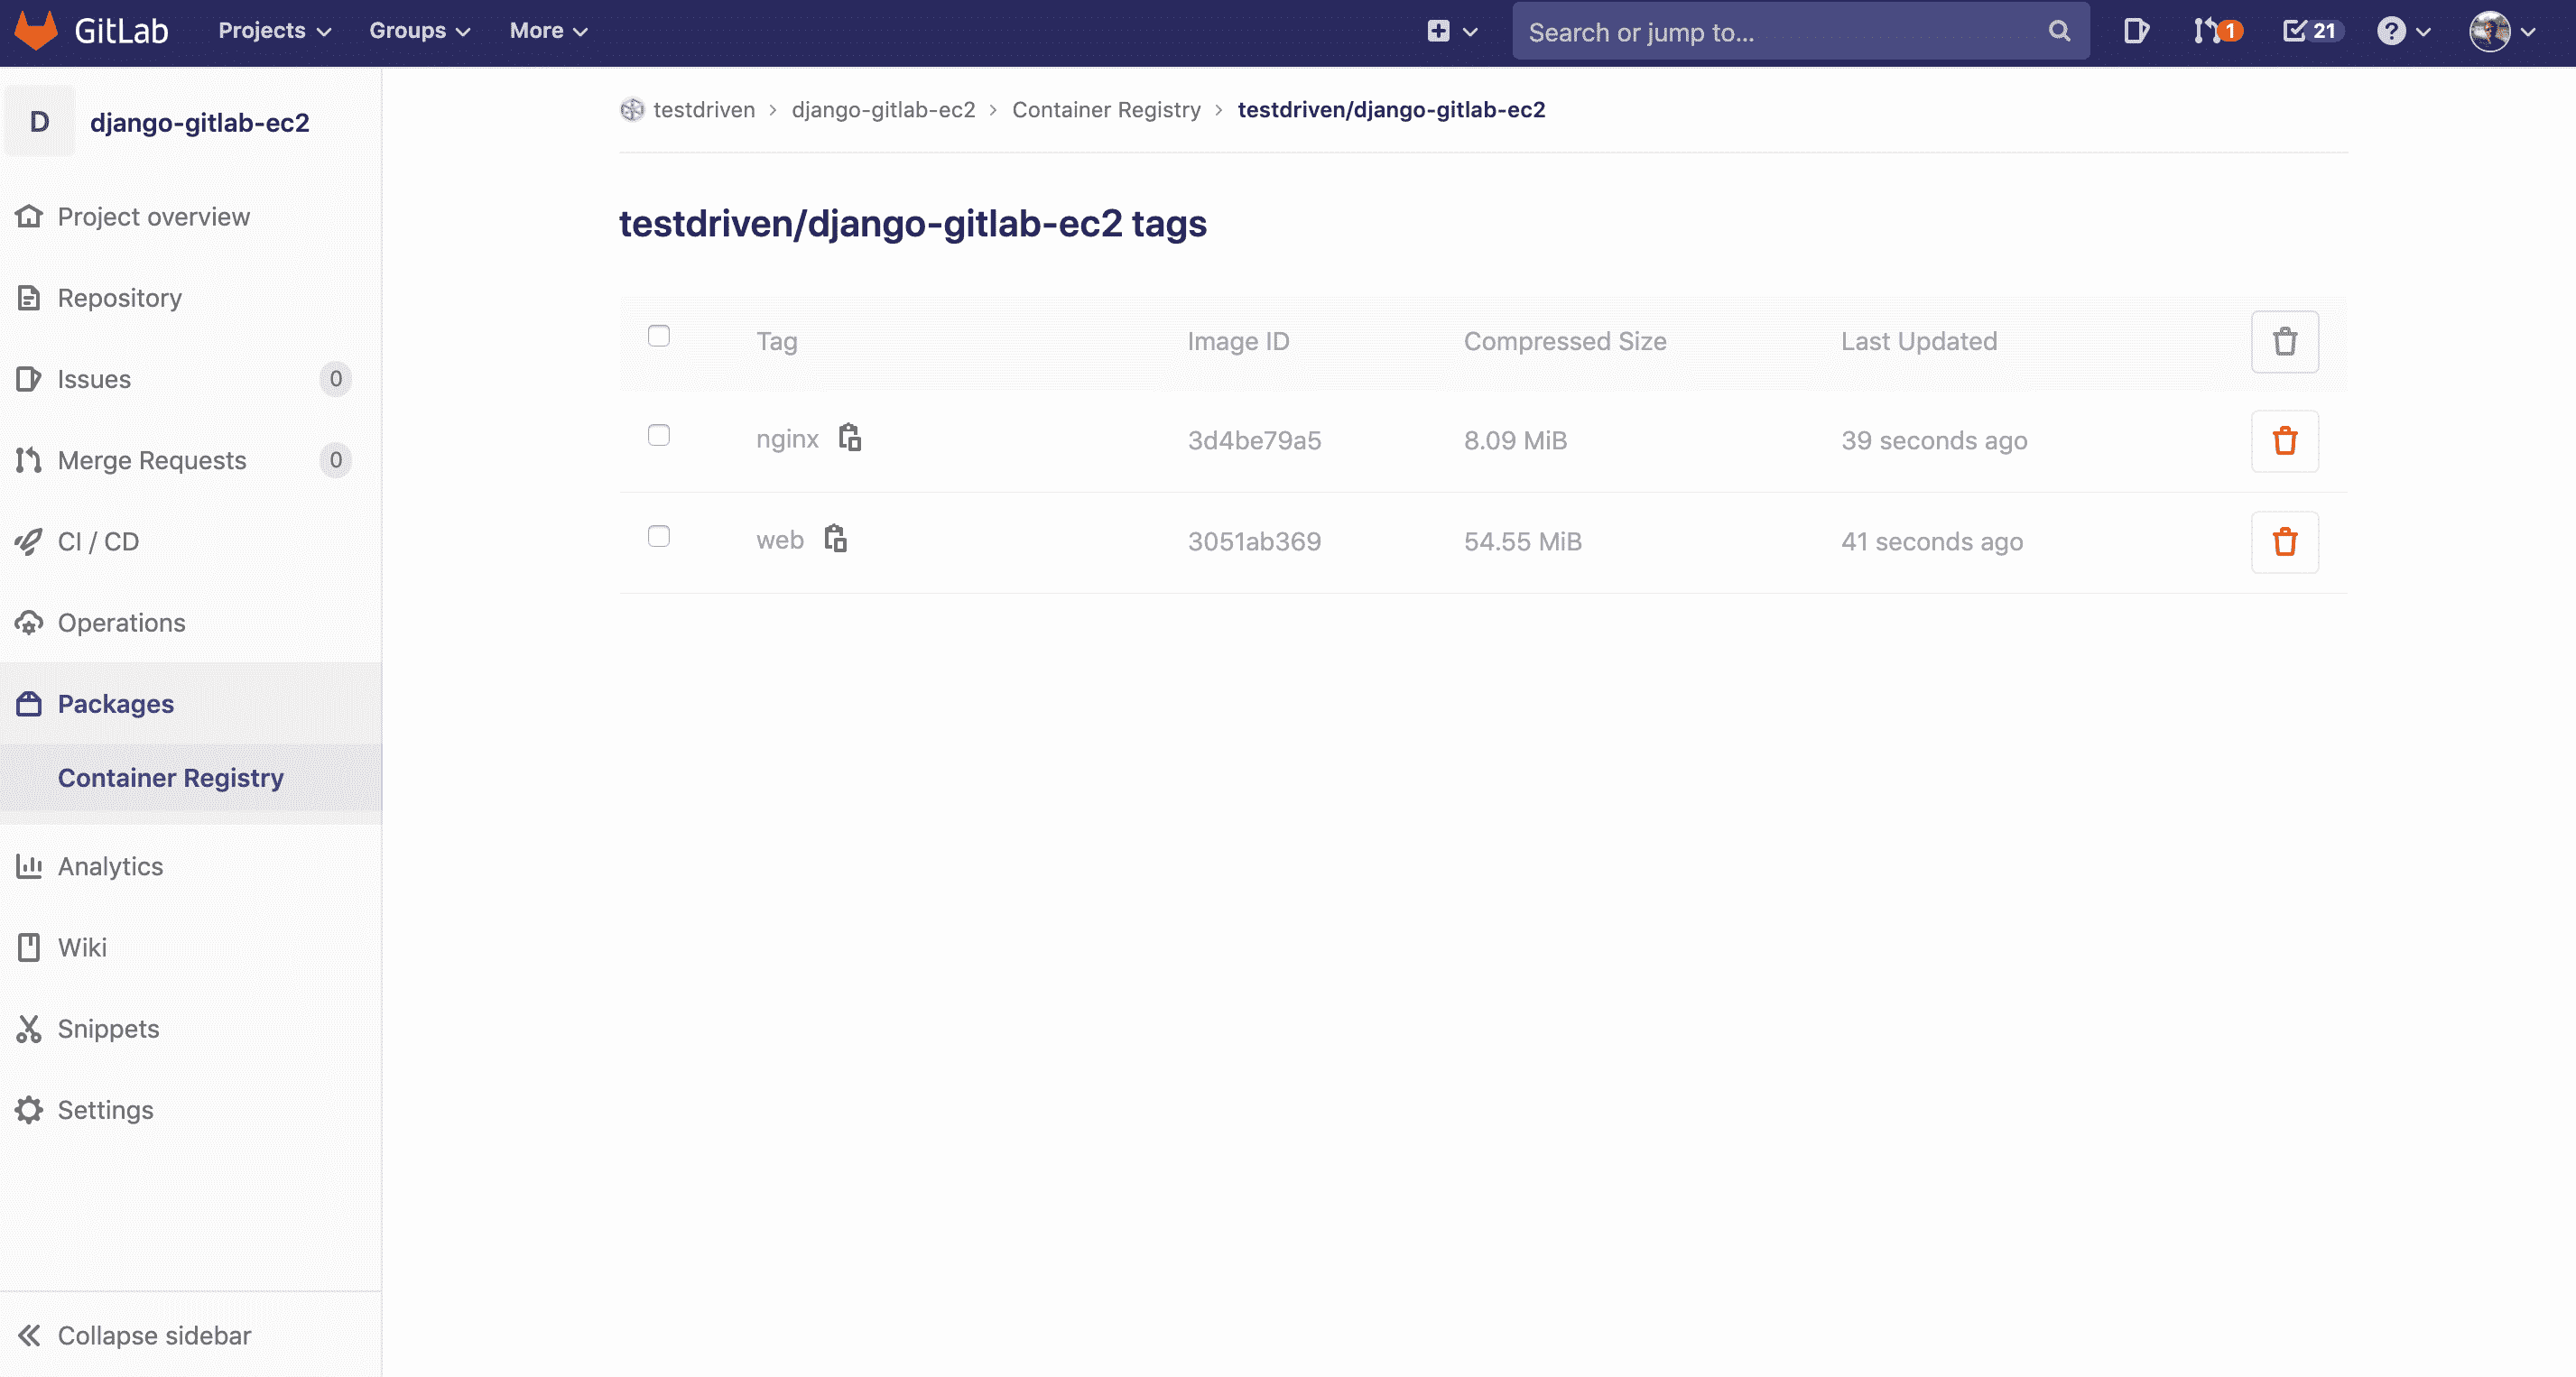 GitLab Projects Groups More Search or jump to... 1 21
D django-gitlab-ec2
testdriven > django-gitlab-ec2 > Container Registry > testdriven/django-gitlab-ec2
Project overview
Repository
Issues 0
Merge Requests 0
CI / CD
Operations
Packages
Container Registry
Analytics
Wiki
Snippets
Settings
Collapse sidebar
testdriven/django-gitlab-ec2 tags
Tag Image ID Compressed Size Last Updated
nginx 3d4be79a5 8.09 MiB 39 seconds ago
web 3051ab369 54.55 MiB 41 seconds ago